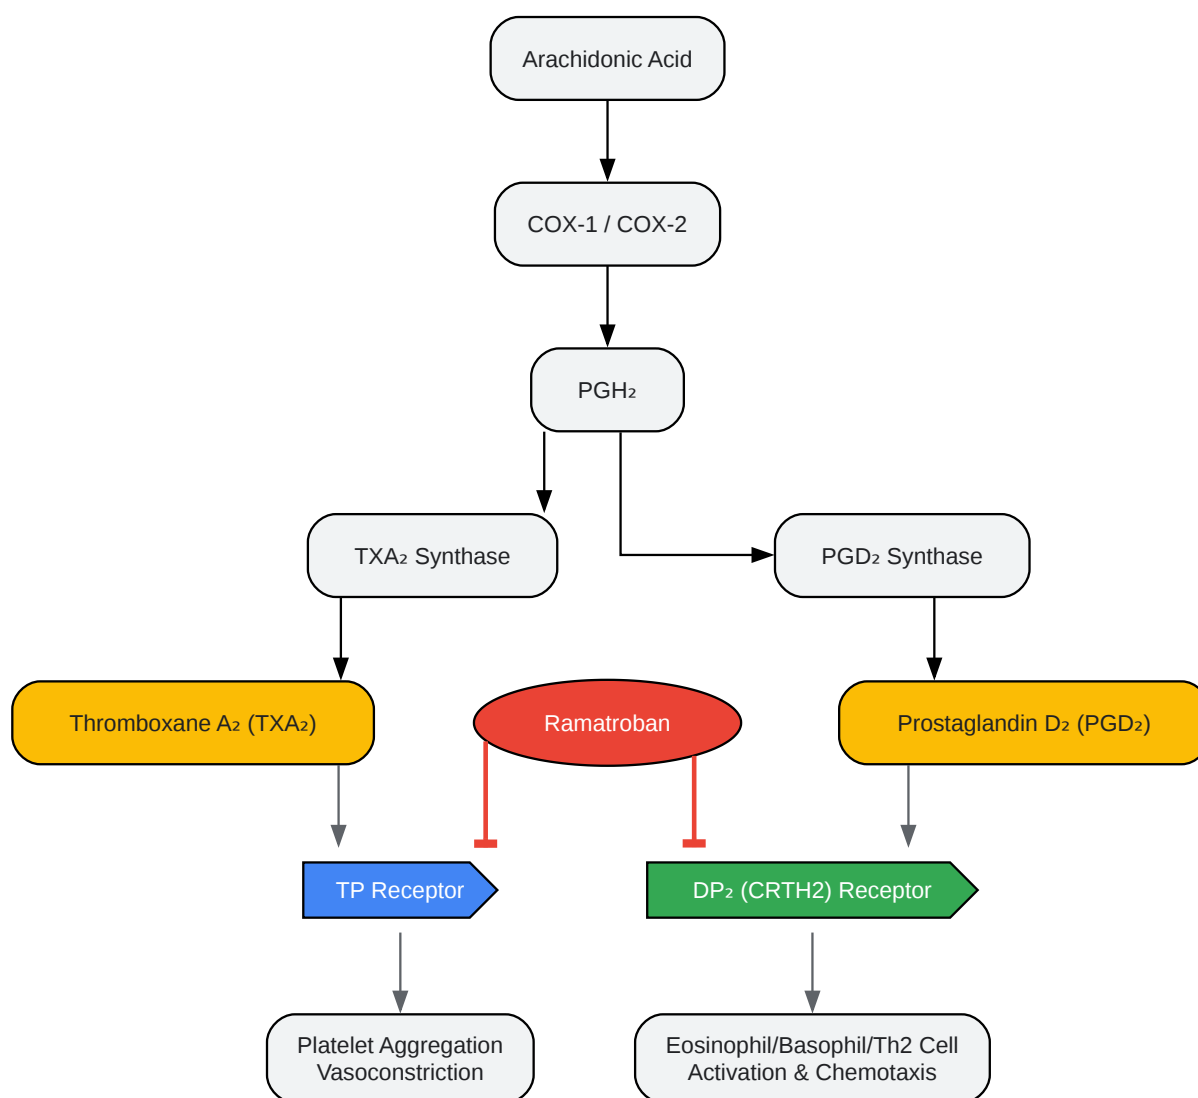 Arachidonic Acid
COX-1 / COX-2
PGH₂
TXA₂ Synthase
PGD₂ Synthase
Thromboxane A₂ (TXA₂)
Ramatroban
Prostaglandin D₂ (PGD₂)
TP Receptor
DP₂ (CRTH2) Receptor
Platelet Aggregation
Vasoconstriction
Eosinophil/Basophil/Th2 Cell
Activation & Chemotaxis